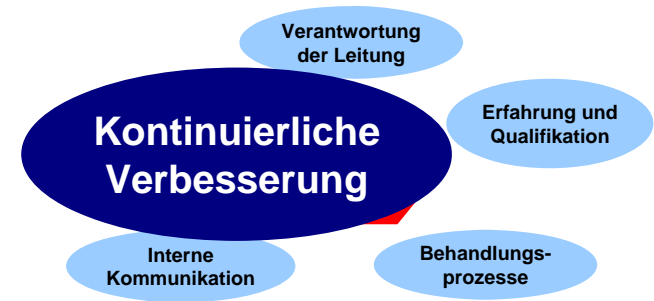 Verantwortung
der Leitung
Kontinuierliche
Verbesserung
Erfahrung und
Qualifikation
Interne
Kommunikation
Behandlungs-
prozesse